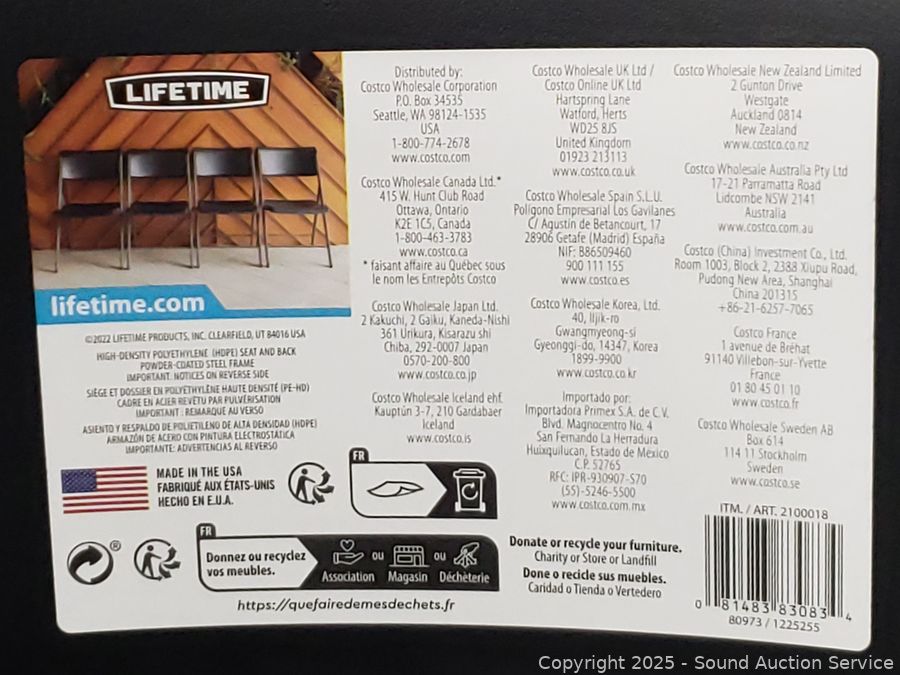 LIFETIME
lifetime.com
©2022 LIFETIME PRODUCTS, INC. CLEARFIELD, UT 84016 USA
HIGH-DENSITY POLYETHYLENE (HDPE) SEAT AND BACK
POWDER-COATED STEEL FRAME
IMPORTANT: NOTICES ON REVERSE SIDE
SIÈGE ET DOSSIER EN POLYÉTHYLÈNE HAUTE DENSITÉ (PE-HD)
CADRE EN ACIER REVÊTU PAR PULVÉRISATION
IMPORTANT : REMARQUE AU VERSO
ASIENTO Y RESPALDO DE POLIETILENO DE ALTA DENSIDAD (HDPE)
ARMAZÓN DE ACERO CON PINTURA ELECTROSTÁTICA
IMPORTANTE: ADVERTENCIAS AL REVERSO
MADE IN THE USA
FABRIQUÉ AUX ÉTATS-UNIS
HECHO EN E.U.A.
FR
®
FR
Donnez ou recyclez
vos meubles.
Association
ou
Magasin
ou
Déchèterie
https://quefairedemesdechets.fr
Distributed by:
Costco Wholesale Corporation
P.O. Box 34535
Seattle, WA 98124-1535
USA
1-800-774-2678
www.costco.com
Costco Wholesale Canada Ltd.*
415 W. Hunt Club Road
Ottawa, Ontario
K2E 1C5, Canada
1-800-463-3783
www.costco.ca
* faisant affaire au Québec sous
le nom les Entrepôts Costco
Costco Wholesale Japan Ltd.
2 Kakuchi, 2 Gaiku, Kaneda-Nishi
361 Urikura, Kisarazu shi
Chiba, 292-0007 Japan
0570-200-800
www.costco.co.jp
Costco Wholesale Iceland ehf.
Kauptún 3-7, 210 Gardabaer
Iceland
www.costco.is
Costco Wholesale UK Ltd /
Costco Online UK Ltd
Hartspring Lane
Watford, Herts
WD25 8JS
United Kingdom
01923 213113
www.costco.co.uk
Costco Wholesale Spain S.L.U.
Polígono Empresarial Los Gavilanes
C/ Agustín de Betancourt, 17
28906 Getafe (Madrid) España
NIF: B86509460
900 111 155
www.costco.es
Costco Wholesale Korea, Ltd.
40, Iljik-ro
Gwangmyeong-si
Gyeonggi-do, 14347, Korea
1899-9900
www.costco.co.kr
Importado por:
Importadora Primex S.A. de C.V.
Blvd. Magnocentro No. 4
San Fernando La Herradura
Huixquilucan, Estado de México
C.P. 52765
RFC: IPR-930907-S70
(55)-5246-5500
www.costco.com.mx
Costco Wholesale New Zealand Limited
2 Gunton Drive
Westgate
Auckland 0814
New Zealand
www.costco.co.nz
Costco Wholesale Australia Pty Ltd
17-21 Parramatta Road
Lidcombe NSW 2141
Australia
www.costco.com.au
Costco (China) Investment Co., Ltd.
Room 1003, Block 2, 2388 Xiupu Road,
Pudong New Area, Shanghai
China 201315
+86-21-6257-7065
Costco France
1 avenue de Bréhat
91140 Villebon-sur-Yvette
France
01 80 45 01 10
www.costco.fr
Costco Wholesale Sweden AB
Box 614
114 11 Stockholm
Sweden
www.costco.se
Donate or recycle your furniture.
Charity or Store or Landfill
Done o recicle sus muebles.
Caridad o Tienda o Vertedero
ITM. / ART. 2100018
0 81483 83083 4
80973 / 1225255
Copyright 2025 - Sound Auction Service